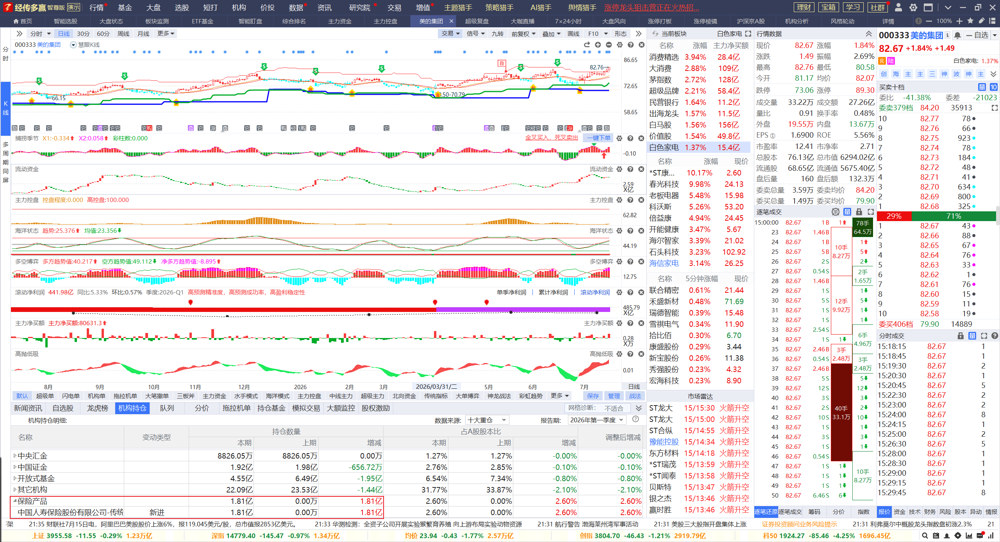 经传多赢 智尊版 演示 行情 基金 大盘 选股 短打 机构 价投 数据 资讯 研究院 交易 增值 主题猎手 策略猎手 AI猎手 舆情猎手 涨停龙头狙击营正在火热招... 理财 宝箱 学习 社群
首页 智能选股 大盘状态 板块监测 ETF基金 智能盯盘 综合排名 主力资金 主力控盘 美的集团 超级复盘 大咖直播 7×24小时 大盘风向 涨停打板 涨停棱镜 沪深京A股 机构分析 风格轮动 详情 100%
分时 日线 30分 60分 周线 月线 更多 交易 信号 九转 前复权 叠加 画线 F10 形态
分时
K线
多周期同屏
000333 美的集团 慧眼K线
86.65
82.76
72.65
66.15
.50-70.79
58.65
捕捞季节 X1:-0.334 X2:0.058 彩柱数:0.000 金叉买入，死叉卖出 一键下单
-0.10
流动资金 流动资金
2.59
X亿
主力控盘 控盘程度:0.000 高控盘:100.000 主力控盘
62.82
海洋状态 趋势:25.376 均值:23.356 海洋状态
44.19
多空博弈 多方趋势值:40.217 空方趋势值:49.112 净多方趋势值:-8.895 多空博弈
12.75
滚动净利润 441.98亿 同比:5.33% 环比:0.57% 季度:2026-Q1 高预测精准度，高预测成功率，高盈利稳定性 单季净利润 累计净利润 滚动净利润
485.79
X亿
主力净买额 主力净买额:80631.3 主力净买额
0.28
X万
高抛低吸 高抛低吸
0.01
8月 9月 10月 11月 12月 2026 2月 3月 2026/03/31/二 5月 6月 7月 日线
默认 超级单 闪电单 机构单 拖拉机单 大笔撤单 三板斧 主力资金 水手模式 海洋模式 主力控盘 中线主力 超级主力 北向资金 传统指标 大单博弈 神龙战法 彩虹趋势 更多 保存 管理 战法
新闻资讯 自选股 龙虎榜 机构持仓 队列 分价 拖拉机单 持仓基金 模拟交易 大额监控 股权激励 网格诊断： 不适合
机构持仓明细: 数据来源: 十大重仓 报告期: 2026年第一季度
名称 变动类型 持仓数量 占A股股本比 调整后增减
本期 上期 增减 本期 上期 增减
中央汇金 8826.05万 8826.05万 0.00万 1.27% 1.27% -0.00% -0.00%
中国证金 1.92亿 1.98亿 -656.72万 2.76% 2.85% -0.10% -0.10%
开放式基金 4.55亿 6.49亿 -1.95亿 6.54% 7.34% -0.80% -0.80%
其它机构 22.09亿 23.53亿 -1.44亿 31.77% 33.87% -2.10% -2.10%
保险产品 1.81亿 0.00万 1.81亿 2.60% 0.00% 2.60% 2.60%
中国人寿保险股份有限公司-传统 新进 1.81亿 0.00万 1.81亿 2.60% 0.00% 2.60% 2.60%
当前板块 白色家电
名称 涨幅 主力净买额
消费精选 3.94% 28.4亿
大消费 2.88% 109亿
茅指数 2.72% 128亿
超级品牌 2.21% 58.4亿
民营银行 1.64% 11.2亿
出海龙头 1.57% 11.5亿
白马股 1.56% 156亿
价值股 1.54% 49.8亿
白色家电 1.37% 15.4亿
名称 涨幅 现价
*ST康... 10.17% 2.60
春光科技 9.98% 24.13
老板电器 5.48% 15.98
科沃斯 5.26% 53.20
倍益康 4.94% 24.45
开能健康 3.47% 5.67
海尔智家 3.39% 21.02
石头科技 3.23% 102.92
海信家电 3.14% 26.25
名称 5分钟涨幅 现价
联合精密 0.61% 21.44
禾盛新材 0.48% 71.69
瑞德智能 0.39% 15.48
雪祺电气 0.34% 11.90
拾比佰 0.30% 6.70
康盛股份 0.29% 3.44
新宝股份 0.26% 11.38
秀强股份 0.23% 4.32
宏海科技 0.23% 8.90
市场雷达
ST龙大 15/15:30 火箭升空
ST龙大 15/15:00 火箭升空
ST合纵 15/14:55 火箭升空
豫能控股 15/14:34 火箭升空
东方材料 15/14:18 火箭升空
*ST瑞茂 15/13:59 火箭升空
*ST闻泰 15/13:58 火箭升空
贝斯特 15/13:47 火箭升空
银之杰 15/13:46 火箭升空
赢时胜 15/13:46 火箭升空
行情数据
现价 82.67 涨幅 1.84%
涨跌 1.49 振幅 2.69%
最高 82.76 最低 80.58
今开 81.17 均价 82.07
跌停 73.06 涨停 89.30
成交量 33.22万 成交额 27.26亿
量比 0.91 换手率 0.48%
外盘 19.55万 内盘 13.67万
EPS① 1.6900 ROE 5.56%
市盈率 12.41 市净率 2.71
总股本 76.13亿 总市值 6294.02亿
流通股 68.65亿 流通值 5675.40亿
盘后量 160 盘后额 132.3万
委卖总量 3.59万 委卖均价 84.20
委买总量 1.49万 委买均价 79.90
逐笔成交 单 量
15:00:00 82.67 1B 1
23 82.67 1.46B
24 82.67 1B 1
25 82.67 5B 5
26 82.67 2S 2
27 82.67 0.54S
28 82.67 1.46B
29 82.67 1S 1
30 82.67 5S 5
31 82.67 1S 1
32 82.67 1S 1
33 82.67 2.54S
34 82.67 1S 1
35 82.67 2.46B
36 82.67 0.54S
37 82.67 2.46B
38 82.67 5S 5
39 82.67 12S 12
40 82.67 3S 3
41 82.67 2S 2
42 82.67 10S 10
43 82.67 1S 1
44 82.67 3S 3
45 82.67 1S 1
46 82.67 0.54S
47 82.67 1S 1
48 82.67 1S 1
49 82.67 1S 1
50 82.67 6.46S 6
10手
8.27万
12手
9.92万
3手
2.48万
40手
33.1万
78手
64.5万
2手
1.65万
6手
4.96万
3手
2.48万
10手
8.27万
逐笔还原 逐笔成交 筹码 分价 指数
000333 美的集团 自选
82.67 +1.84% +1.49
R 陆 白色家电: 1.37%
创 海 主 主 三 神 波 神 主
买卖十档 量 10
委比 -41.38% 委差 -21023
委卖379档 84.20 35913
10 82.77 78
9 82.76 66
8 82.75 923
7 82.74 78
6 82.73 184
5 82.72 48
4 82.71 41
3 82.70 634
2 82.69 800
1 82.68 325
29% 71%
1 82.67 43
2 82.66 88
3 82.65 67
4 82.64 76
5 82.63 33
6 82.62 1
7 82.61 76
8 82.60 15
9 82.59 11
10 82.58 19
委买406档 79.90 14889
分时成交 量
15:18:15 82.67 1
15:18:45 82.67 1
15:19:30 82.67 2
15:20:30 82.67 1
15:20:45 82.67 5
15:22:30 82.67 2
15:23:00 82.67 2
15:24:00 82.67 8
15:24:15 82.67 1
15:25:00 82.67 2
15:26:30 82.67 5
15:28:00 82.67 1
15:28:30 82.67 1
15:29:00 82.67 1
15:29:15 82.67 1
15:29:45 82.67 8
报价 资金 技术 财务 风险 股本 异动 情报
架 21:35 财联社7月15日电，阿里巴巴美股股价上涨6%，报119.045美元/股，总市值报2853亿美元。 21:33 华测检测：全资子公司开展实验猴繁育养殖 向上游布局实验动物资源 21:31 航行警告 渤海莱州湾军事活动 21:31 美股三大股指开盘集体上涨 证券投资顾问业务风险提示 21:31 利弗莫尔中概股龙头指数盘初涨2.3% 21
上证 3955.58 -11.55 -0.29% 1.23万亿 深指 14779.40 -145.47 -0.97% 1.34万亿 均价 23.94 -0.43 -1.77% 2.57万亿 创指 3804.70 -46.43 -1.21% 2919.79亿 科50 1924.27 -85.46 -4.25% 1696.45亿